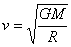 v = √(GM/R)